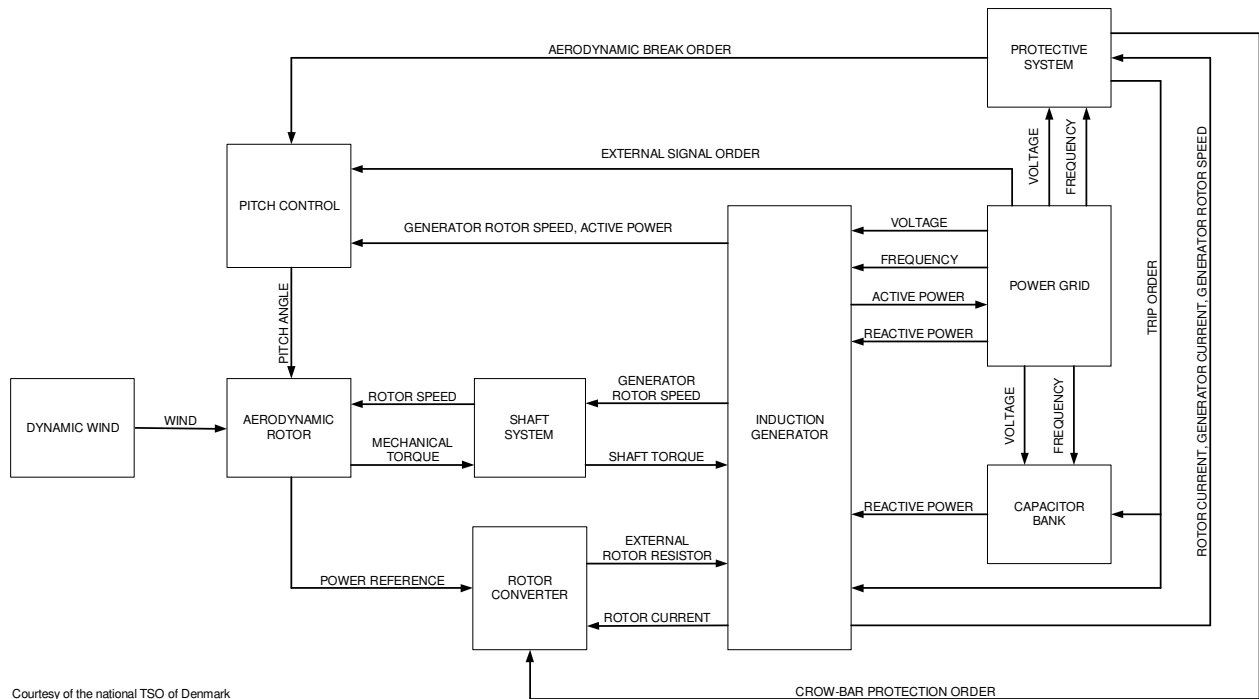 AERODYNAMIC BREAK ORDER
PROTECTIVE
SYSTEM
EXTERNAL SIGNAL ORDER
VOLTAGE
FREQUENCY
PITCH CONTROL
GENERATOR ROTOR SPEED, ACTIVE POWER
VOLTAGE
FREQUENCY
ACTIVE POWER
REACTIVE POWER
POWER GRID
TRIP ORDER
ROTOR CURRENT, GENERATOR CURRENT, GENERATOR ROTOR SPEED
PITCH ANGLE
DYNAMIC WIND
WIND
AERODYNAMIC
ROTOR
ROTOR SPEED
MECHANICAL
TORQUE
SHAFT
SYSTEM
GENERATOR
ROTOR SPEED
SHAFT TORQUE
INDUCTION
GENERATOR
VOLTAGE
FREQUENCY
REACTIVE POWER
CAPACITOR
BANK
POWER REFERENCE
ROTOR
CONVERTER
EXTERNAL
ROTOR RESISTOR
ROTOR CURRENT
CROW-BAR PROTECTION ORDER
Courtesy of the national TSO of Denmark